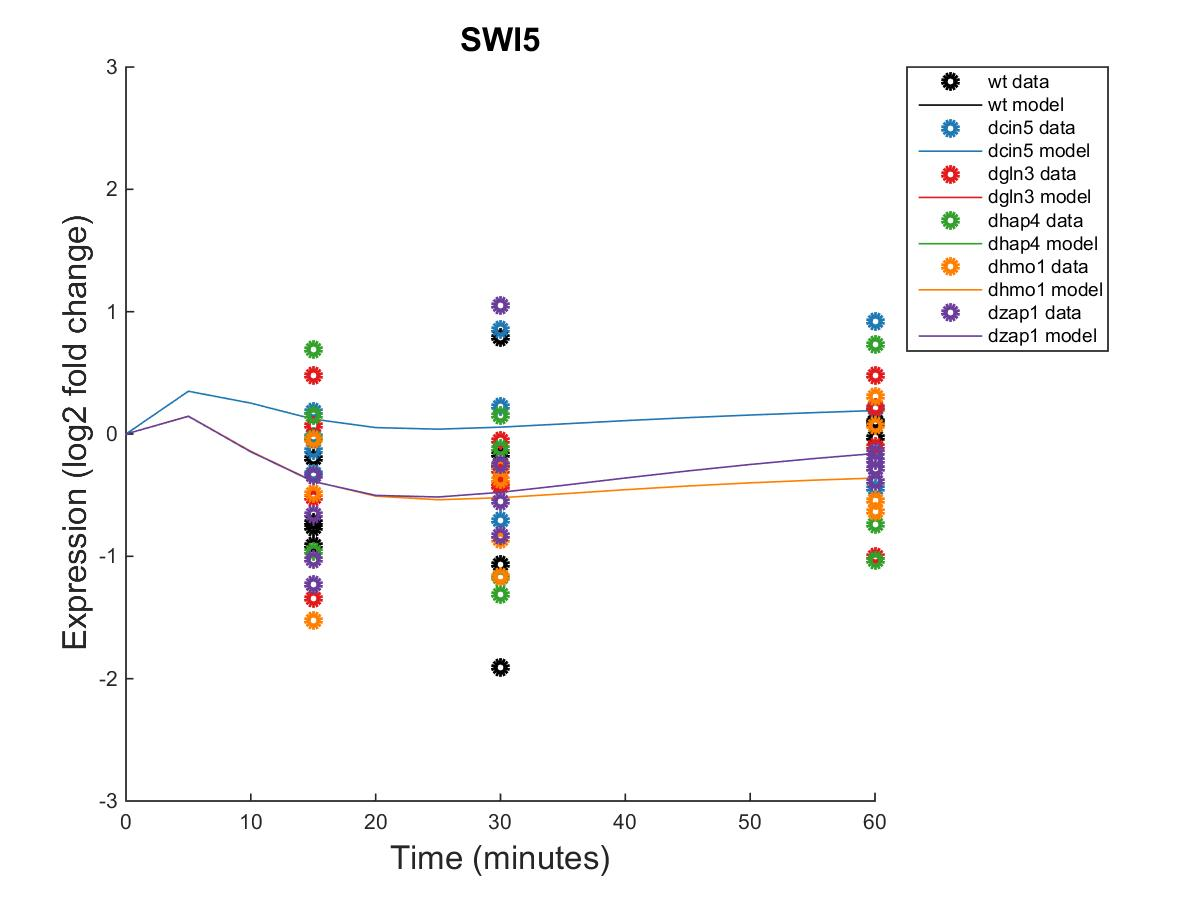 SWI5
Expression (log2 fold change)
3
2
1
0
-1
-2
-3
0 10 20 30 40 50 60
Time (minutes)
wt data
wt model
dcin5 data
dcin5 model
dgln3 data
dgln3 model
dhap4 data
dhap4 model
dhmo1 data
dhmo1 model
dzap1 data
dzap1 model